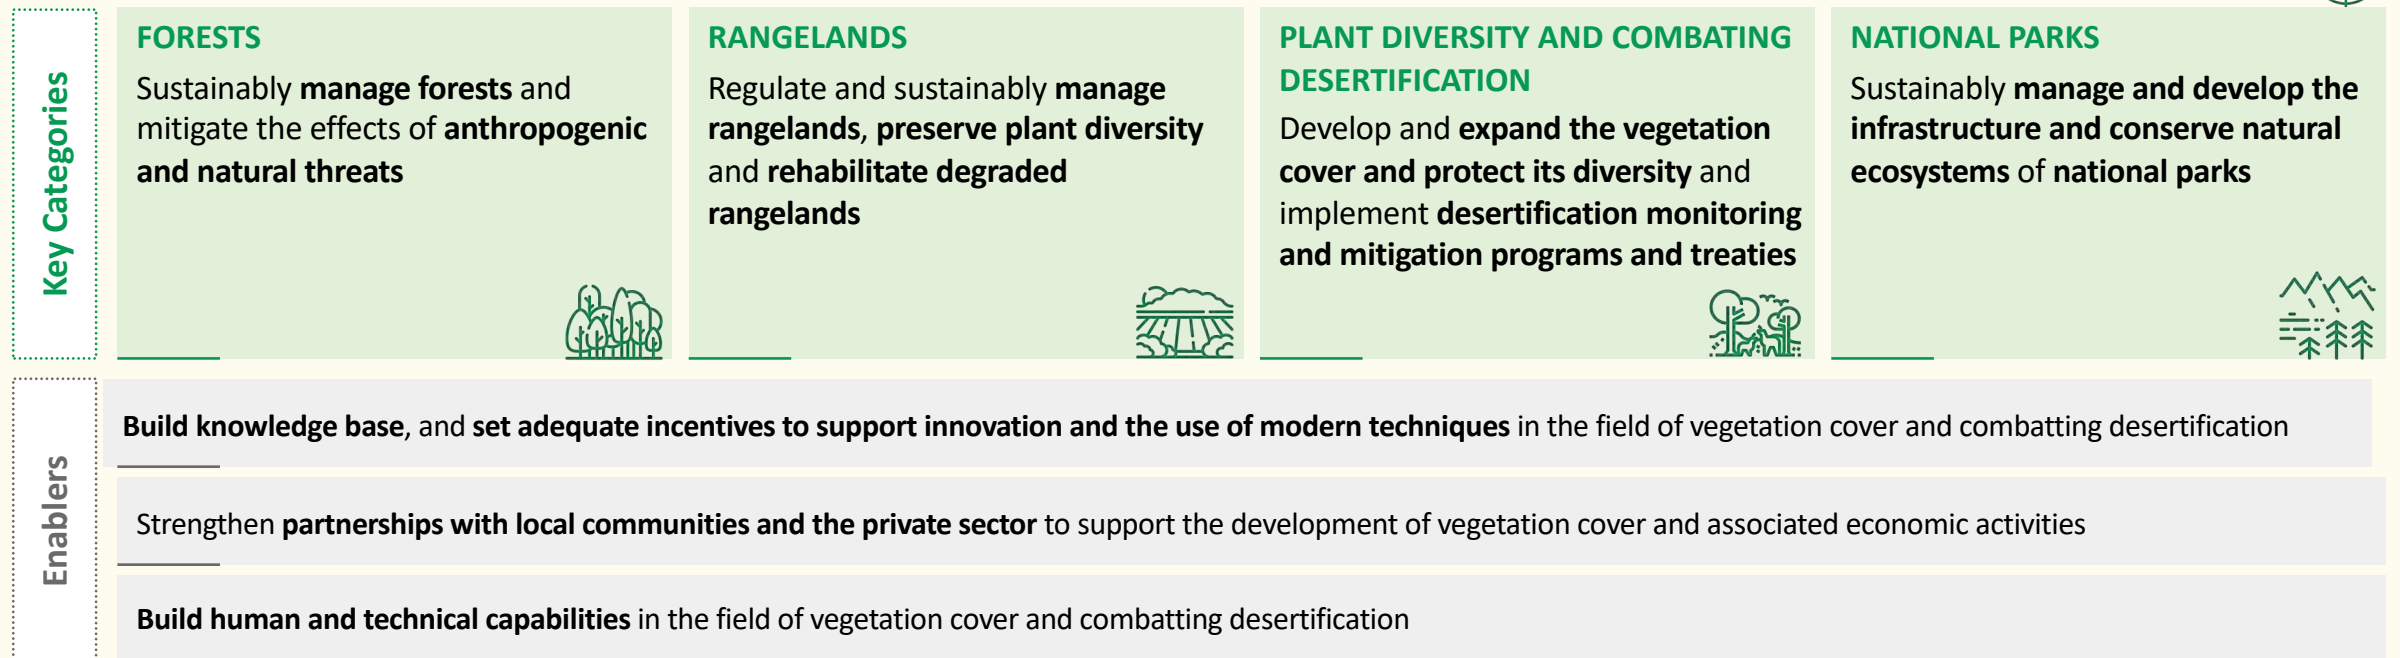 Key Categories
FORESTS
Sustainably manage forests and
mitigate the effects of anthropogenic
and natural threats
RANGELANDS
Regulate and sustainably manage
rangelands, preserve plant diversity
and rehabilitate degraded
rangelands
PLANT DIVERSITY AND COMBATING
DESERTIFICATION
Develop and expand the vegetation
cover and protect its diversity and
implement desertification monitoring
and mitigation programs and treaties
NATIONAL PARKS
Sustainably manage and develop the
infrastructure and conserve natural
ecosystems of national parks
Enablers
Build knowledge base, and set adequate incentives to support innovation and the use of modern techniques in the field of vegetation cover and combatting desertification
Strengthen partnerships with local communities and the private sector to support the development of vegetation cover and associated economic activities
Build human and technical capabilities in the field of vegetation cover and combatting desertification